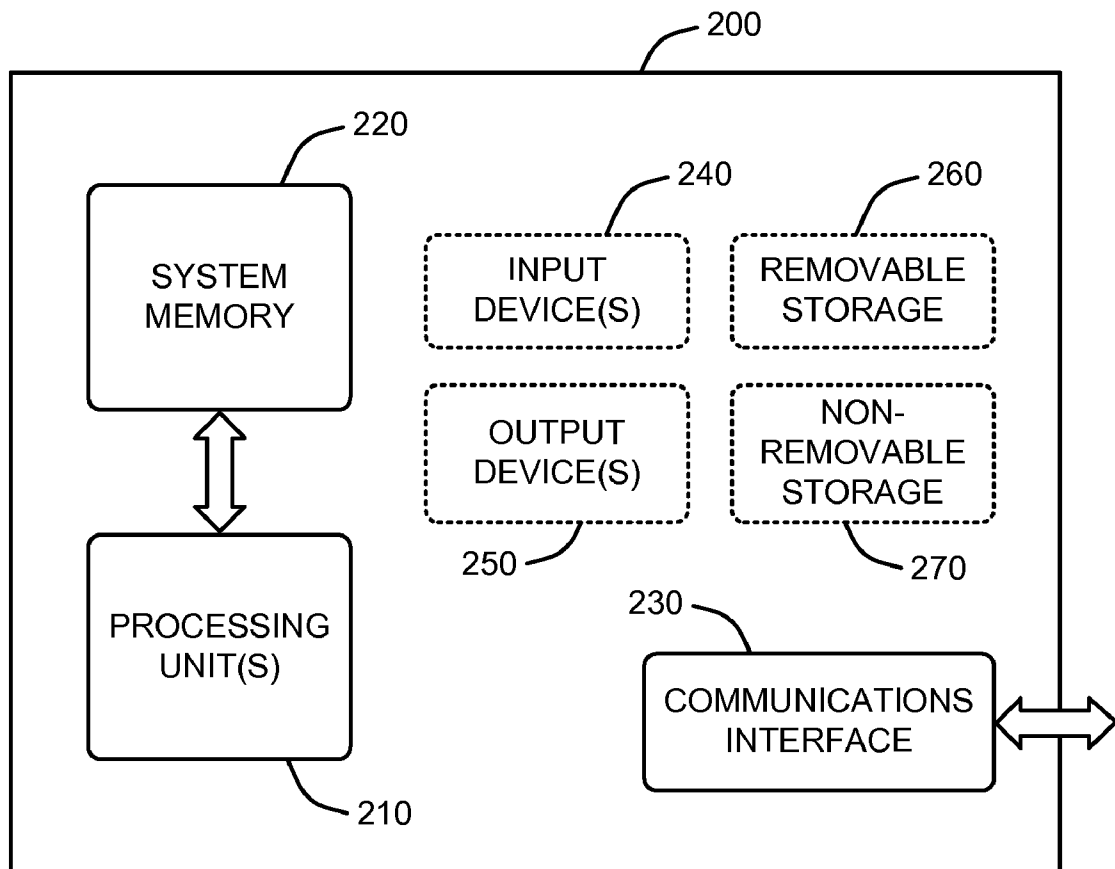 200
220
SYSTEM
MEMORY
240
INPUT
DEVICE(S)
260
REMOVABLE
STORAGE
OUTPUT
DEVICE(S)
250
NON-
REMOVABLE
STORAGE
270
PROCESSING
UNIT(S)
210
230
COMMUNICATIONS
INTERFACE